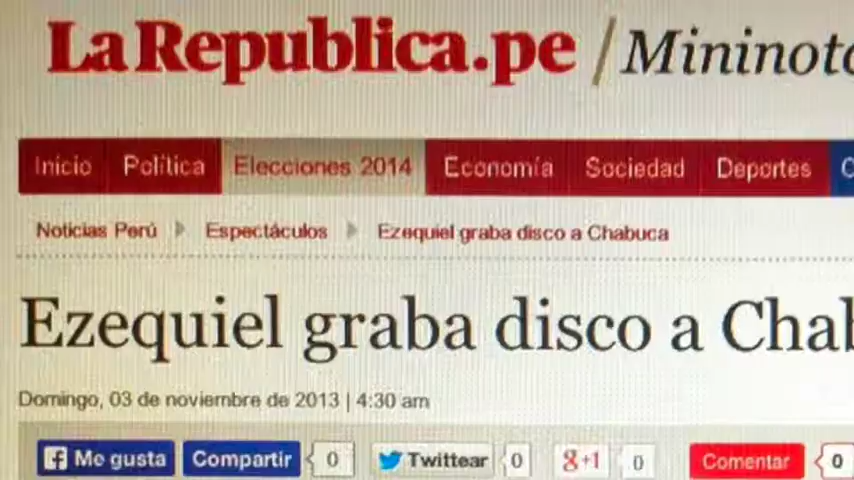 LaRepublica.pe / Mininot
Inicio Política Elecciones 2014 Economía Sociedad Deportes
Noticias Perú Espectáculos Ezequiel graba disco a Chabuca
Ezequiel graba disco a Chab
Domingo, 03 de noviembre de 2013 | 4:30 am
Me gusta Compartir 0 Twittear 0 g+1 0 Comentar 0